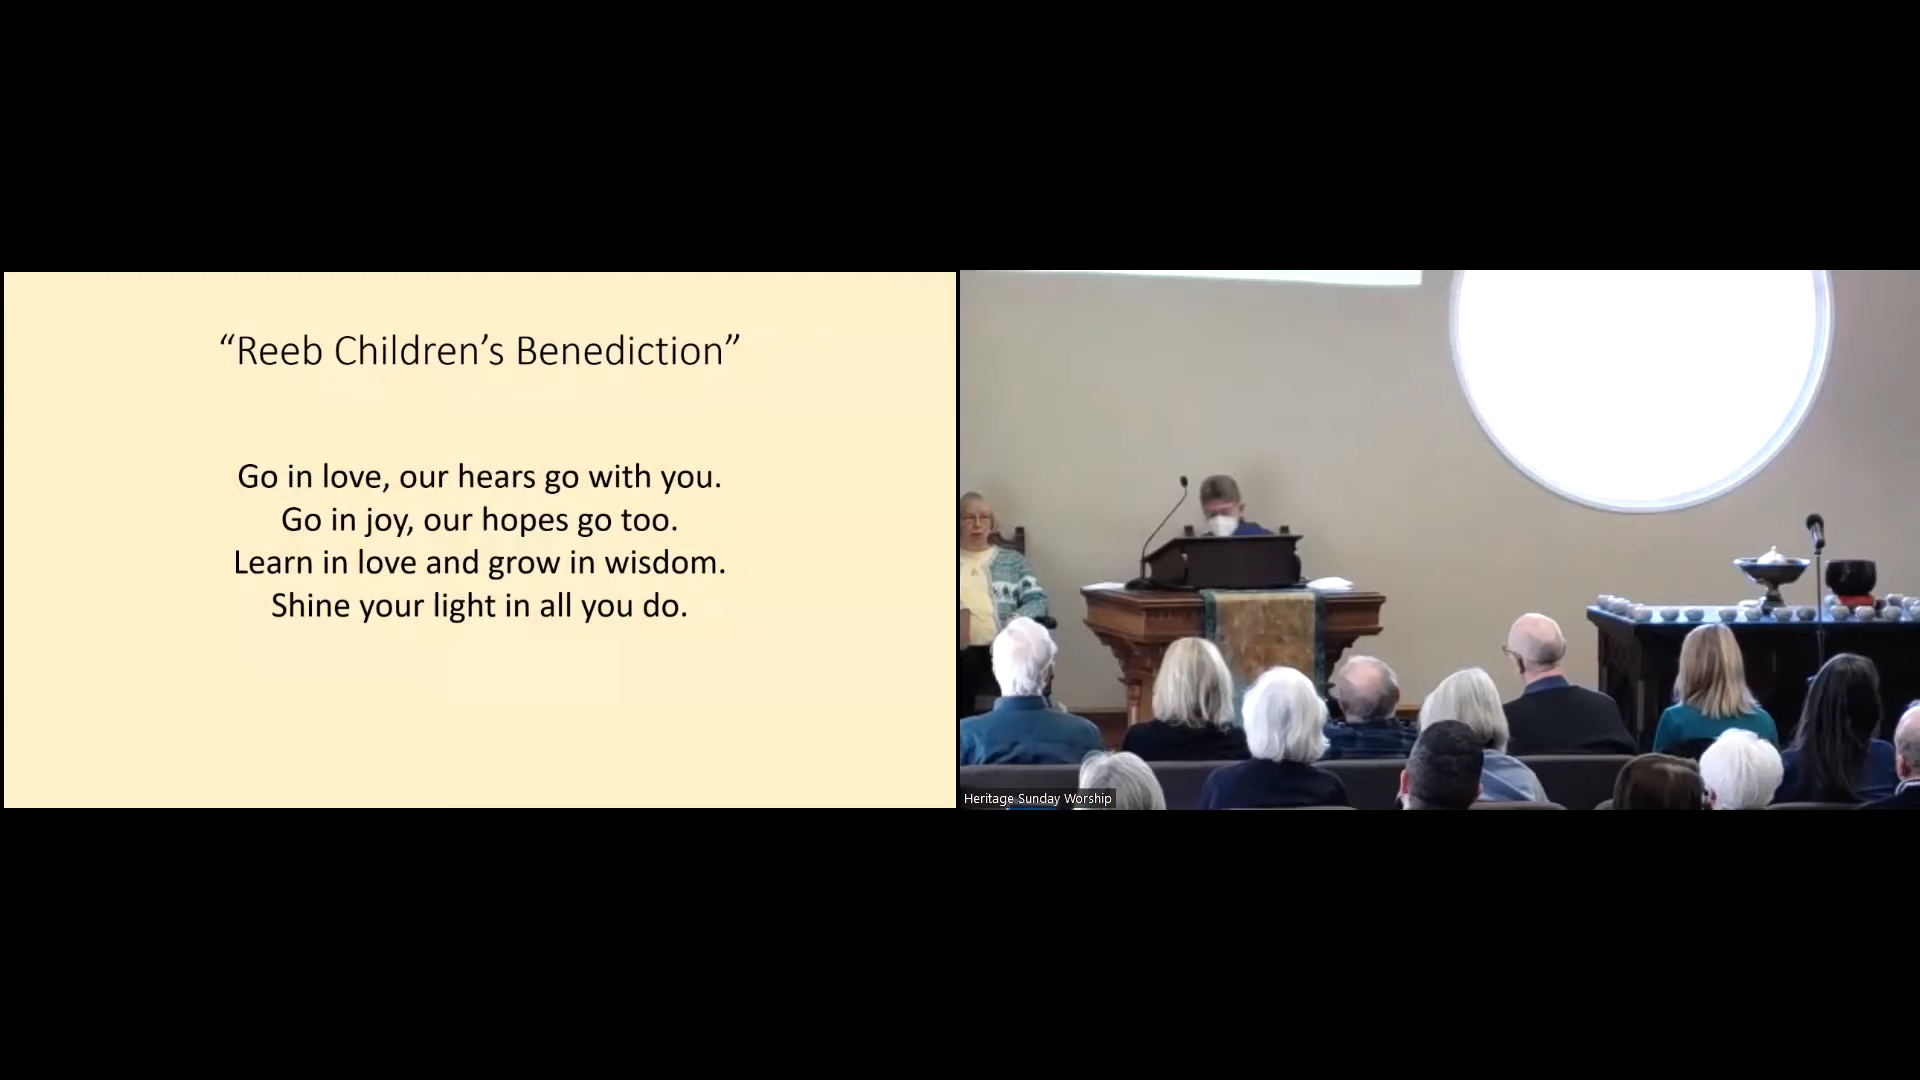 “Reeb Children’s Benediction”
Go in love, our hears go with you.
Go in joy, our hopes go too.
Learn in love and grow in wisdom.
Shine your light in all you do.
Heritage Sunday Worship